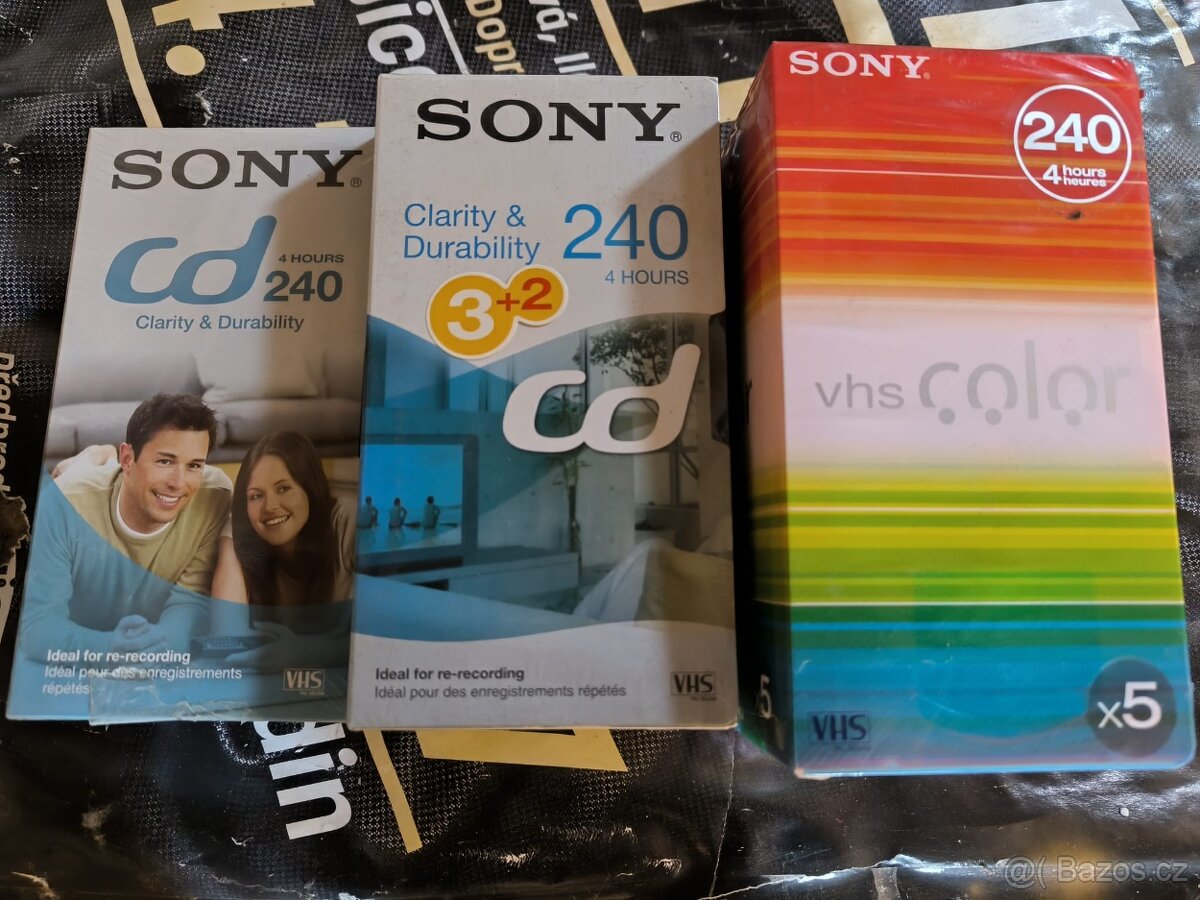 SONY®
cd
4 HOURS
240
Clarity & Durability
Ideal for re-recording
Idéal pour des enregistrements
répétés
VHS
SONY®
Clarity &
Durability
240
4 HOURS
3+2
cd
Ideal for re-recording
Idéal pour des enregistrements répétés
VHS
SONY®
240
4 hours
heures
vhs color
VHS
x5
x5
din
@( Bazos.cz